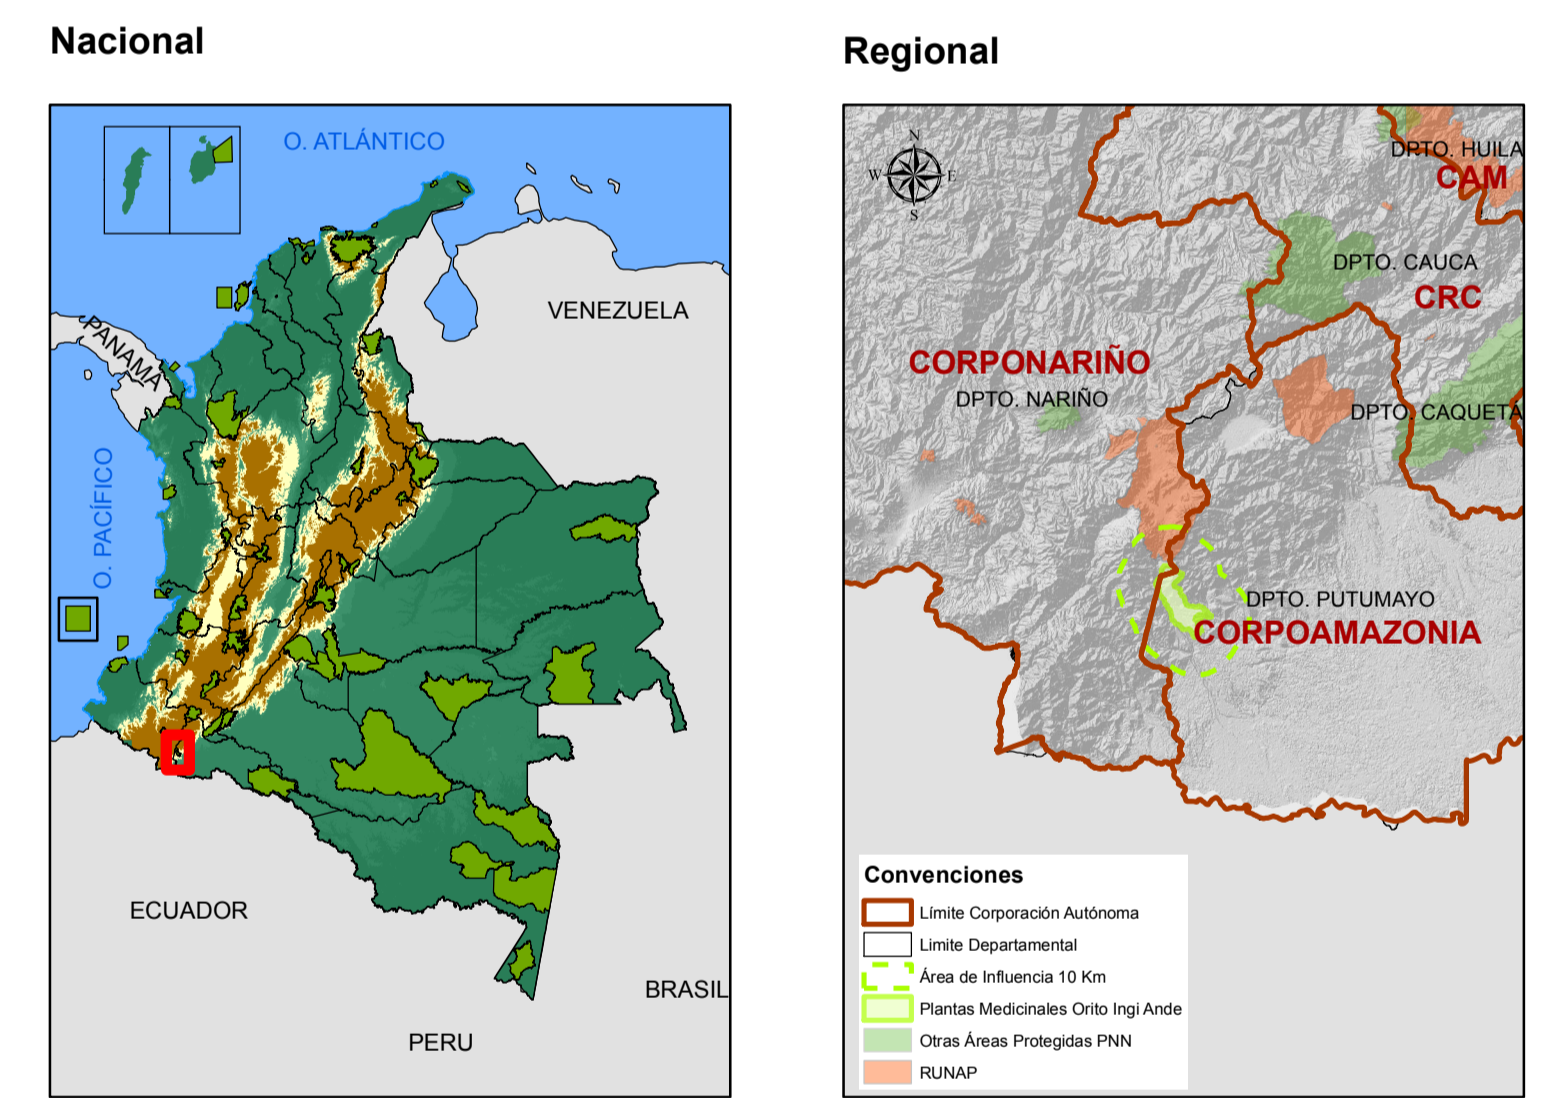 Nacional
O. ATLÁNTICO
VENEZUELA
PANAMÁ
O. PACÍFICO
ECUADOR
BRASIL
PERU
Regional
N
W
E
S
DPTO. HUILA
CAM
DPTO. CAUCA
CRC
CORPONARIÑO
DPTO. NARIÑO
DPTO. CAQUETÁ
DPTO. PUTUMAYO
CORPOAMAZONIA
Convenciones
Límite Corporación Autónoma
Limite Departamental
Área de Influencia 10 Km
Plantas Medicinales Orito Ingi Ande
Otras Áreas Protegidas PNN
RUNAP